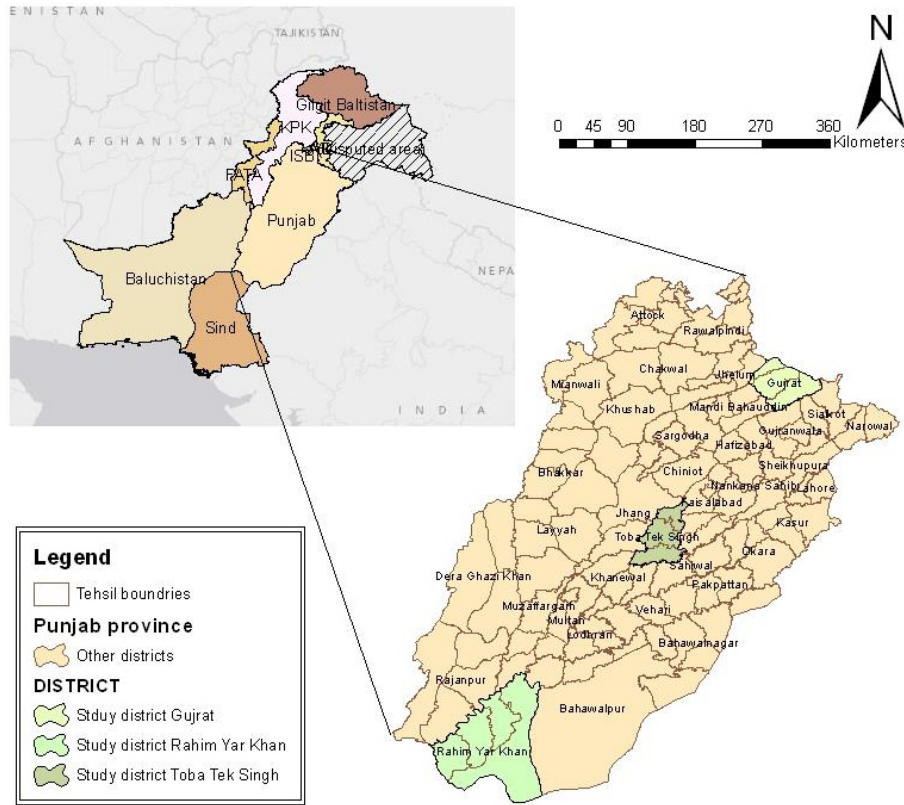 ENISTAN
TAJIKISTAN
Gilgit Baltistan
KPK
AFGHANISTAN
ISB
Disputed area
FATA
Punjab
Baluchistan
NEPA
Sind
INDIA
N
0 45 90 180 270 360
Kilometers
Attock
Rawalpindi
Chakwal
Jhelum
Gujrat
Mianwali
Mandi Bahauddin
Khushab
Sialkot
Narowal
Gujranwala
Sargodha
Hafizabad
Sheikhupura
Bhakkar
Chiniot
Nankana Sahib
Lahore
Faisalabad
Jhang
Kasur
Layyah
Toba Tek Singh
Okara
Sahiwal
Dera Ghazi Khan
Khanewal
Pakpattan
Muzaffargarh
Vehari
Multan
Lodhran
Bahawalnagar
Rajanpur
Bahawalpur
Rahim Yar Khan
Legend
Tehsil boundries
Punjab province
Other districts
DISTRICT
Stduy district Gujrat
Study district Rahim Yar Khan
Study district Toba Tek Singh